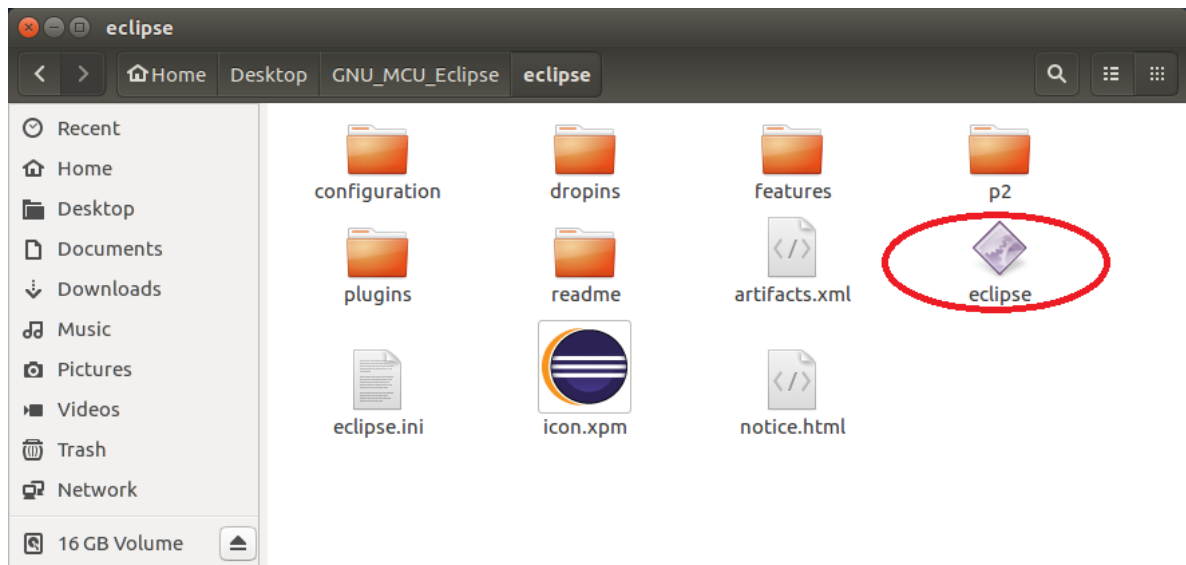 eclipse
Home Desktop GNU_MCU_Eclipse eclipse
Recent
Home
Desktop
Documents
Downloads
Music
Pictures
Videos
Trash
Network
16 GB Volume
configuration dropins features p2
plugins readme artifacts.xml eclipse
eclipse.ini icon.xpm notice.html